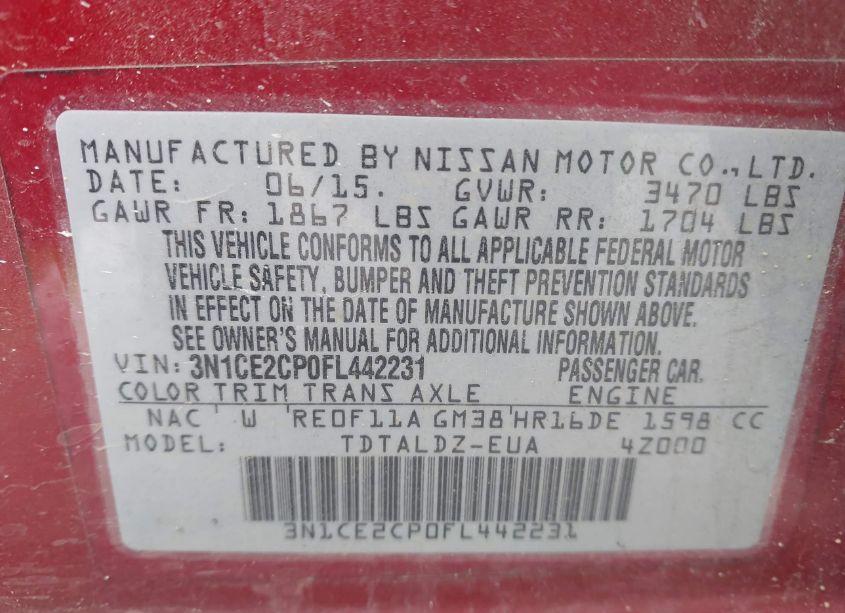 MANUFACTURED BY NISSAN MOTOR CO., LTD.
DATE: 06/15. GVWR: 3470 LBS
GAWR FR: 1867 LBS GAWR RR: 1704 LBS
THIS VEHICLE CONFORMS TO ALL APPLICABLE FEDERAL MOTOR
VEHICLE SAFETY, BUMPER AND THEFT PREVENTION STANDARDS
IN EFFECT ON THE DATE OF MANUFACTURE SHOWN ABOVE.
SEE OWNER'S MANUAL FOR ADDITIONAL INFORMATION.
VIN: 3N1CE2CP0FL442231 PASSENGER CAR.
COLOR TRIM TRANS AXLE ENGINE
NAC W RE0F11A GM38 HR16DE 1598 CC
MODEL: TDTALDZ-EUA 4Z000
3N1CE2CP0FL442231